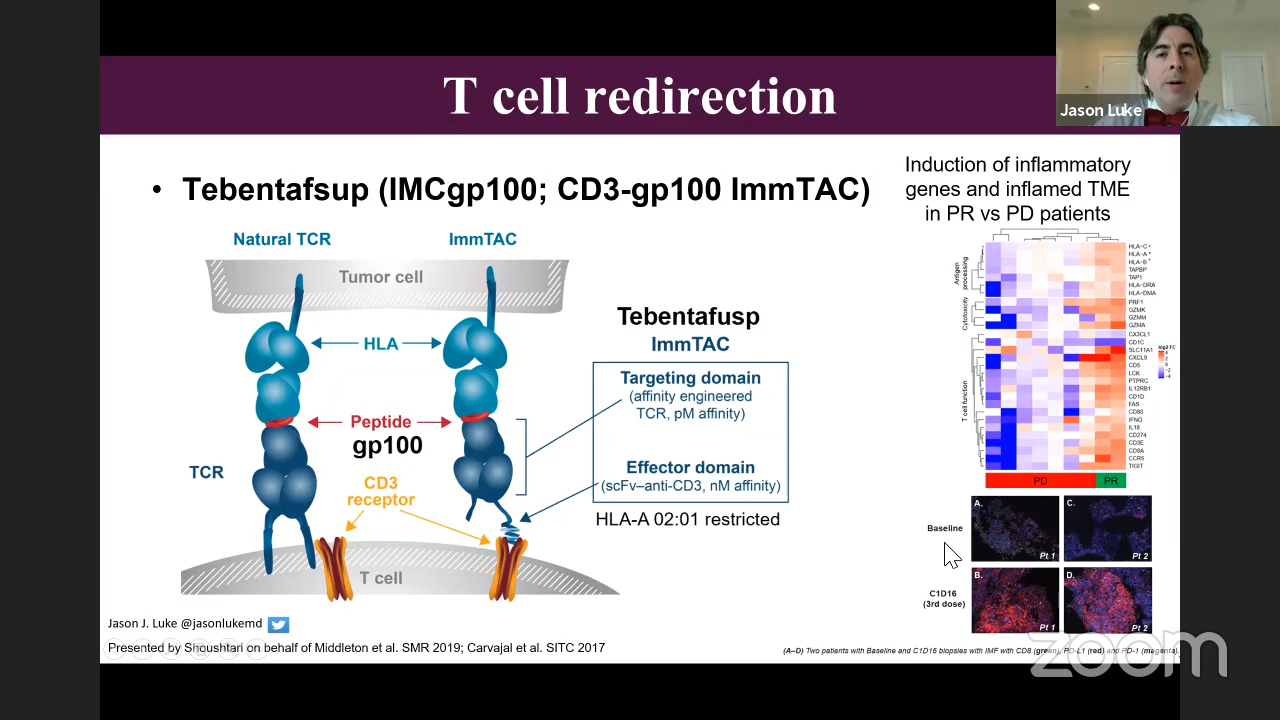 T cell redirection
Jason Luke
• Tebentafsup (IMCgp100; CD3-gp100 ImmTAC)
Natural TCR
ImmTAC
Tumor cell
HLA
Peptide
gp100
TCR
CD3
receptor
T cell
Tebentafusp
ImmTAC
Targeting domain
(affinity engineered
TCR, pM affinity)
Effector domain
(scFv–anti-CD3, nM affinity)
HLA-A 02:01 restricted
Induction of inflammatory
genes and inflamed TME
in PR vs PD patients
Antigen
processing
Cytotoxicity
T cell function
HLA-C *
HLA-A *
HLA-B *
TAPBP
TAP1
HLA-DRA
HLA-DMA
PRF1
GZMK
GZMM
GZMA
CX3CL1
CD1C
SLC11A1
CXCL9
CD5
LCK
PTPRC
IL12RB1
CD1D
FAS
CD80
IFNG
IL18
CD274
CD3E
CD8A
CCR5
TIGIT
log2 FC
4
2
0
−2
−4
PD
PR
Baseline
A.
Pt 1
C.
Pt 2
C1D16
(3rd dose)
B.
Pt 1
D.
Pt 2
Jason J. Luke @jasonlukemd
Presented by Shoushtari on behalf of Middleton et al. SMR 2019; Carvajal et al. SITC 2017
(A–D) Two patients with Baseline and C1D16 biopsies with IMF with CD8 (green), PD-L1 (red) and PD-1 (magenta).
zoom